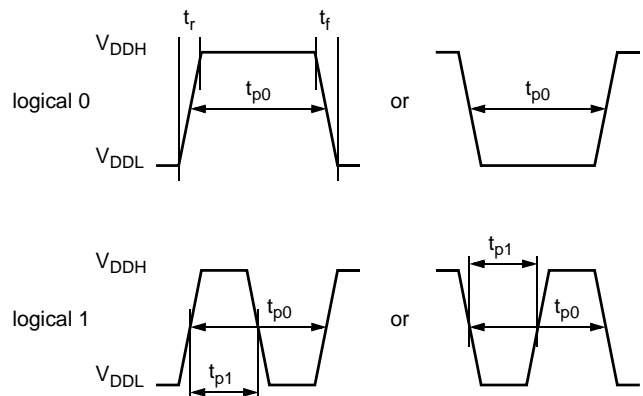 t_r t_f
V_DDH
logical 0 t_p0 or t_p0
V_DDL
V_DDH t_p1
logical 1 t_p0 or t_p0
V_DDL t_p1